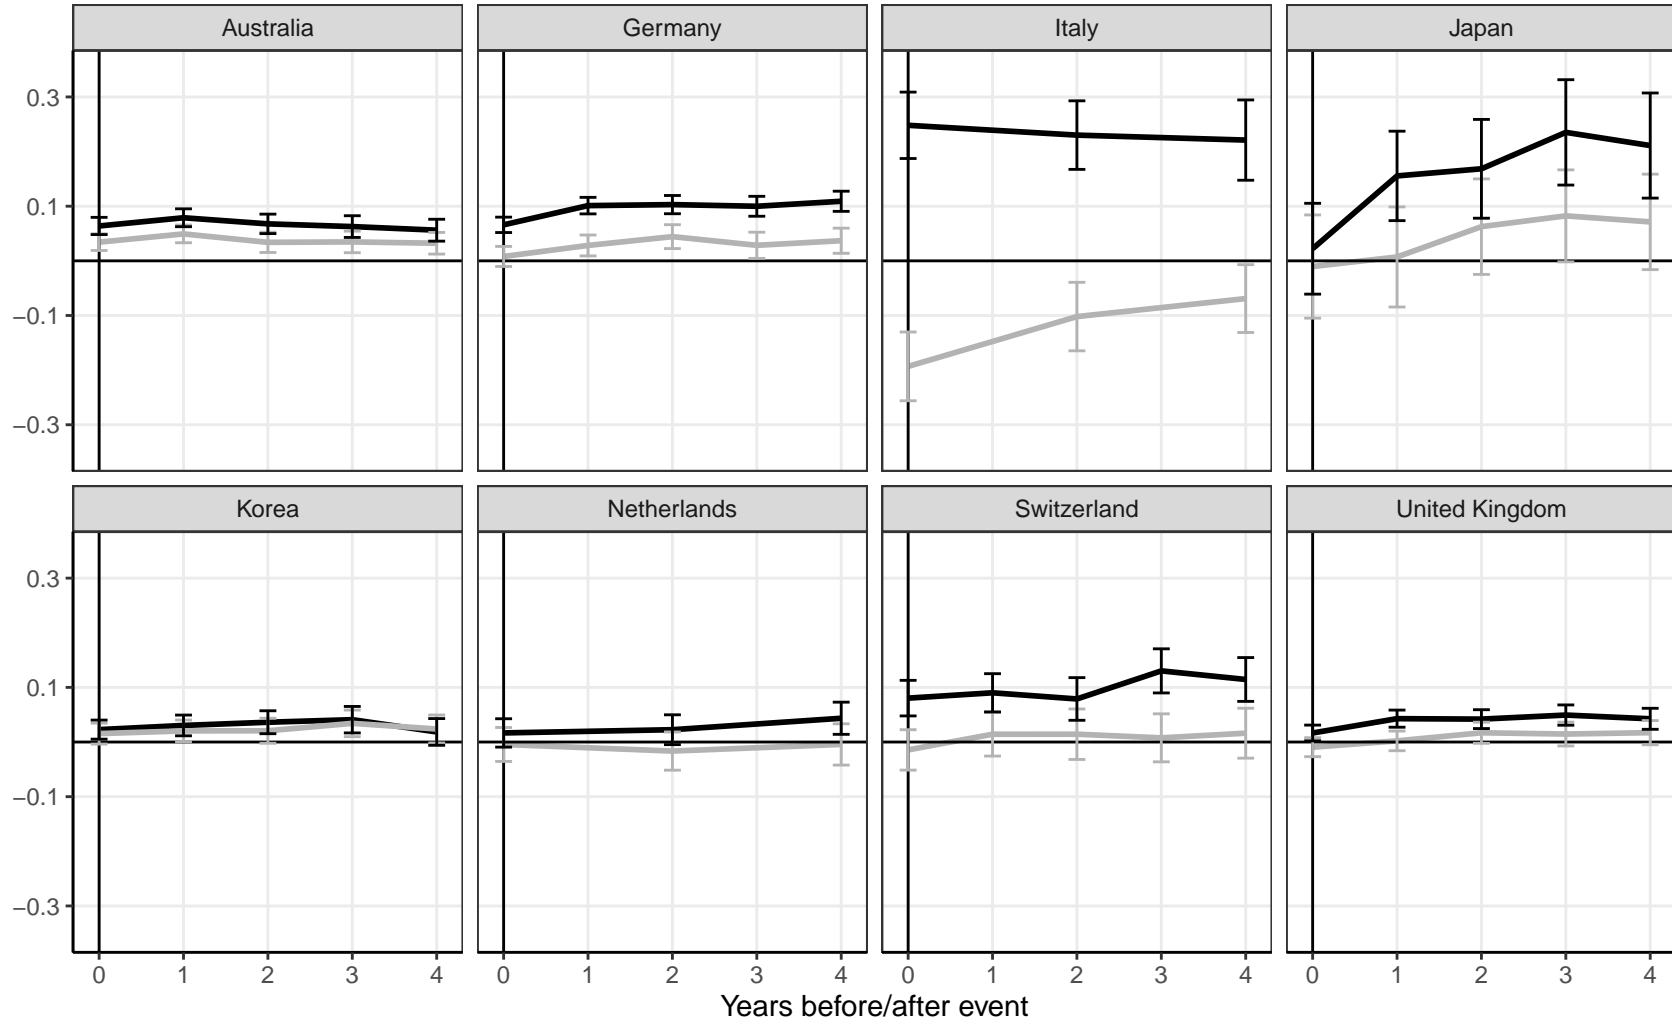 Australia Germany Italy Japan
0.3
0.1
−0.1
−0.3
Korea Netherlands Switzerland United Kingdom
0.3
0.1
−0.1
−0.3
0 1 2 3 4 0 1 2 3 4 0 1 2 3 4 0 1 2 3 4
Years before/after event